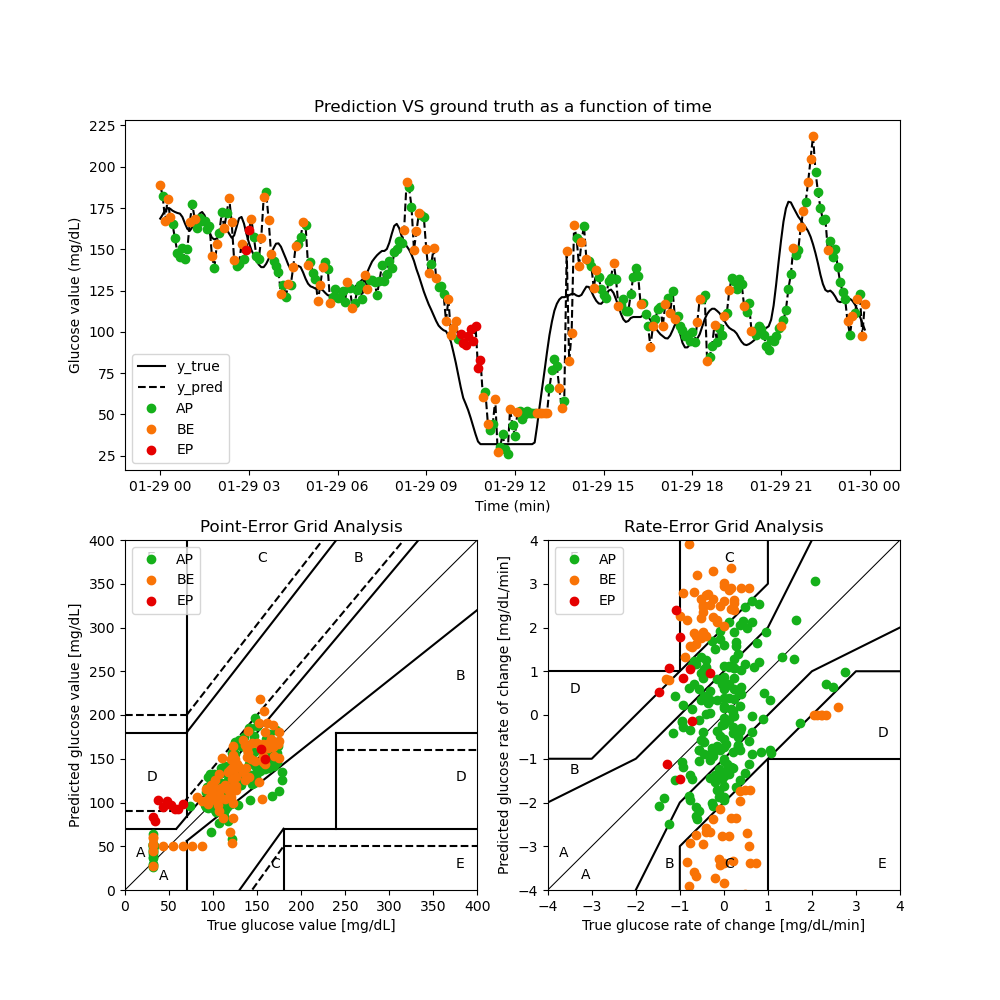 Prediction VS ground truth as a function of time
Glucose value (mg/dL)
225
200
175
150
125
100
75
50
25
y_true
y_pred
AP
BE
EP
01-29 00 01-29 03 01-29 06 01-29 09 01-29 12 01-29 15 01-29 18 01-29 21 01-30 00
Time (min)
Point-Error Grid Analysis
Predicted glucose value [mg/dL]
400
350
300
250
200
150
100
50
0
AP
BE
EP
C
B
B
D
D
A
A
C
E
0 50 100 150 200 250 300 350 400
True glucose value [mg/dL]
Rate-Error Grid Analysis
Predicted glucose rate of change [mg/dL/min]
4
3
2
1
0
−1
−2
−3
−4
AP
BE
EP
C
D
D
B
A
A
B
C
E
−4 −3 −2 −1 0 1 2 3 4
True glucose rate of change [mg/dL/min]